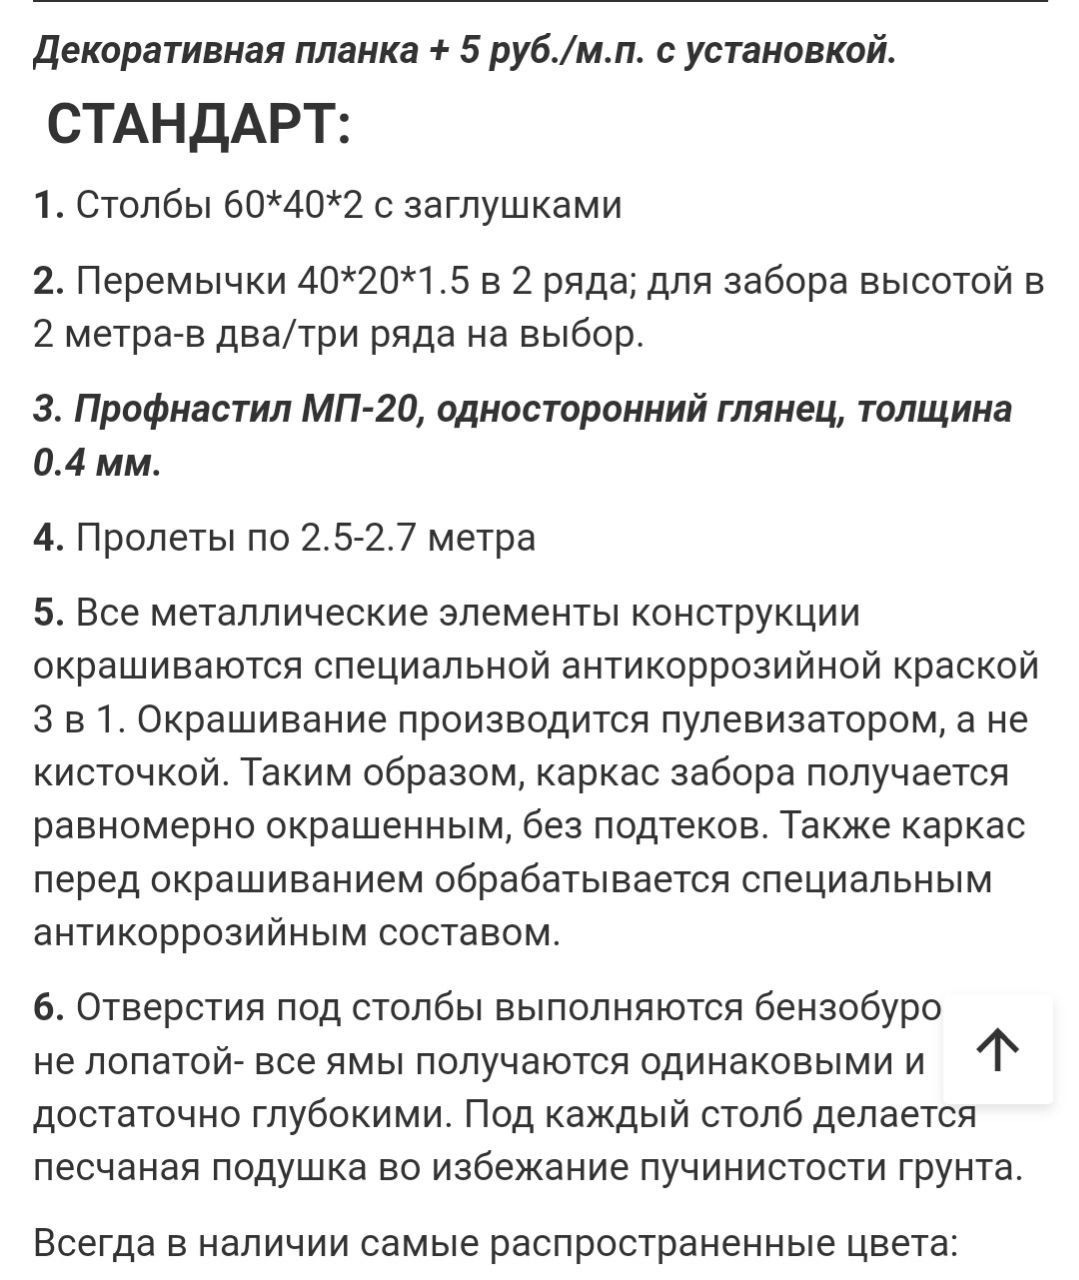 Декоративная планка + 5 руб./м.п. с установкой.
СТАНДАРТ:
1. Столбы 60*40*2 с заглушками
2. Перемычки 40*20*1.5 в 2 ряда; для забора высотой в
2 метра-в два/три ряда на выбор.
3. Профнастил МП-20, односторонний глянец, толщина
0.4 мм.
4. Пролеты по 2.5-2.7 метра
5. Все металлические элементы конструкции
окрашиваются специальной антикоррозийной краской
3 в 1. Окрашивание производится пулевизатором, а не
кисточкой. Таким образом, каркас забора получается
равномерно окрашенным, без подтеков. Также каркас
перед окрашиванием обрабатывается специальным
антикоррозийным составом.
6. Отверстия под столбы выполняются бензобуро
не лопатой- все ямы получаются одинаковыми и
достаточно глубокими. Под каждый столб делается
песчаная подушка во избежание пучинистости грунта.
Всегда в наличии самые распространенные цвета: